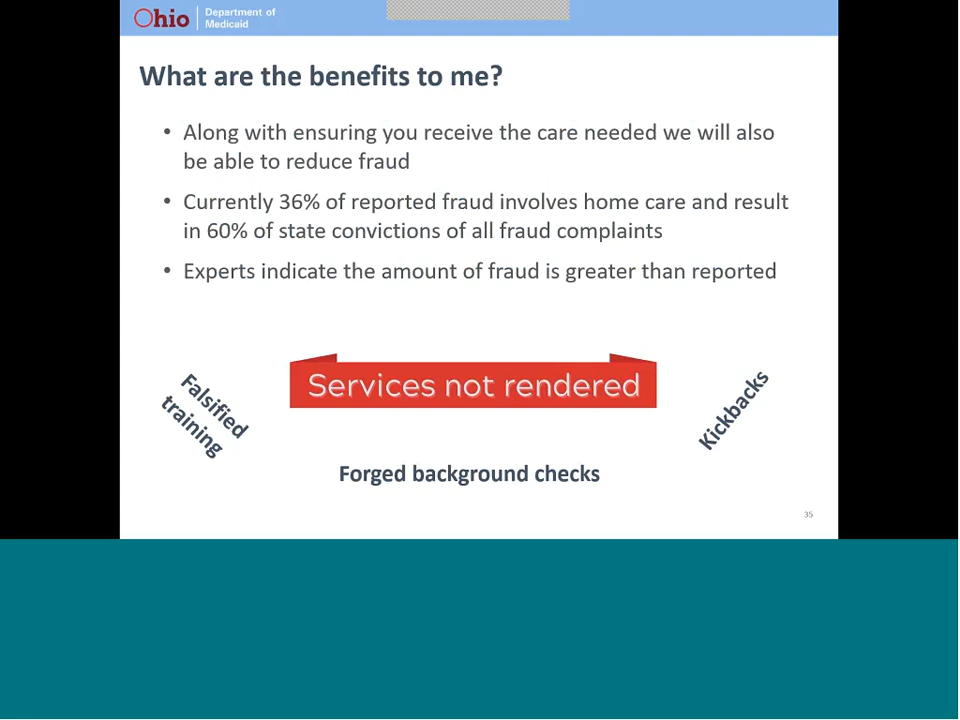 Ohio
Department of
Medicaid
What are the benefits to me?
• Along with ensuring you receive the care needed we will also
be able to reduce fraud
• Currently 36% of reported fraud involves home care and result
in 60% of state convictions of all fraud complaints
• Experts indicate the amount of fraud is greater than reported
Falsified
training
Services not rendered
Kickbacks
Forged background checks
35